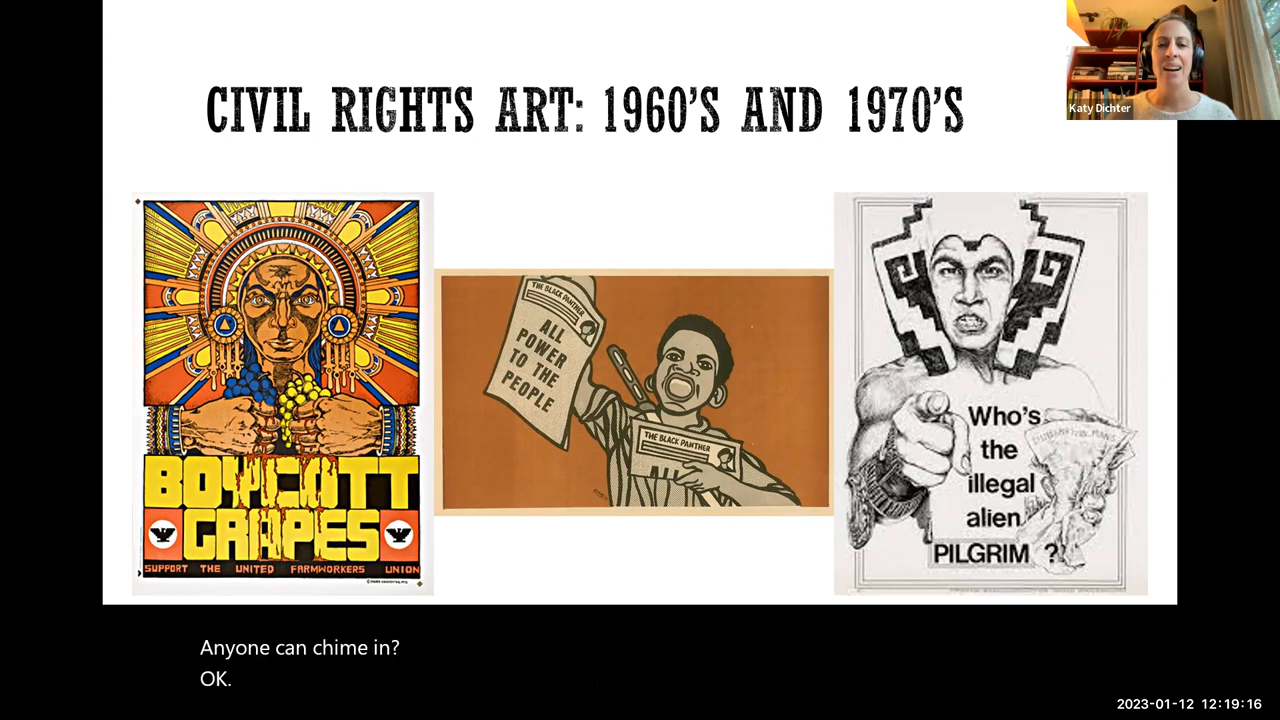 CIVIL RIGHTS ART: 1960'S AND 1970'S
Katy Dichter
BOYCOTT
GRAPES
SUPPORT THE UNITED FARMWORKERS UNION
THE BLACK PANTHER
ALL
POWER
TO THE
PEOPLE
THE BLACK PANTHER
ALL
Who's
the
illegal
alien
PILGRIM ?
Anyone can chime in?
OK.
2023-01-12 12:19:16